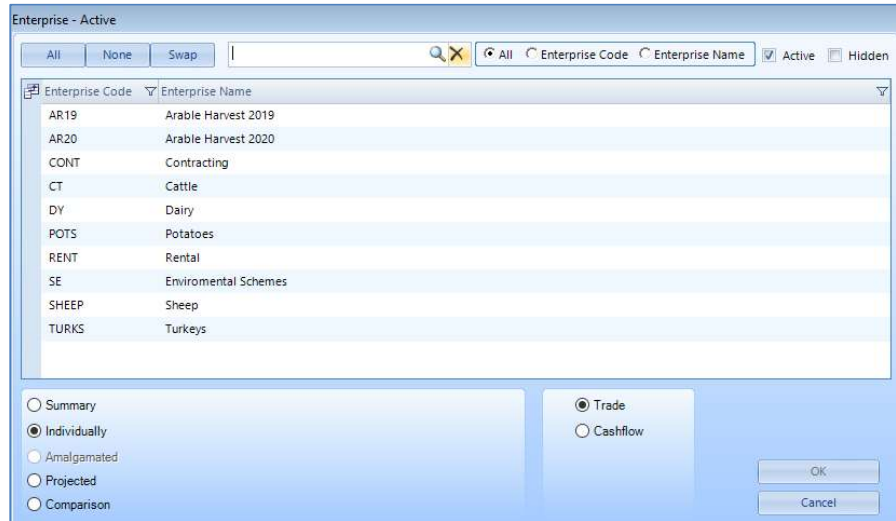 Enterprise - Active
All None Swap All Enterprise Code Enterprise Name Active Hidden
Enterprise Code Enterprise Name
AR19 Arable Harvest 2019
AR20 Arable Harvest 2020
CONT Contracting
CT Cattle
DY Dairy
POTS Potatoes
RENT Rental
SE Enviromental Schemes
SHEEP Sheep
TURKS Turkeys
Summary Trade
Individually Cashflow
Amalgamated
Projected OK
Comparison Cancel